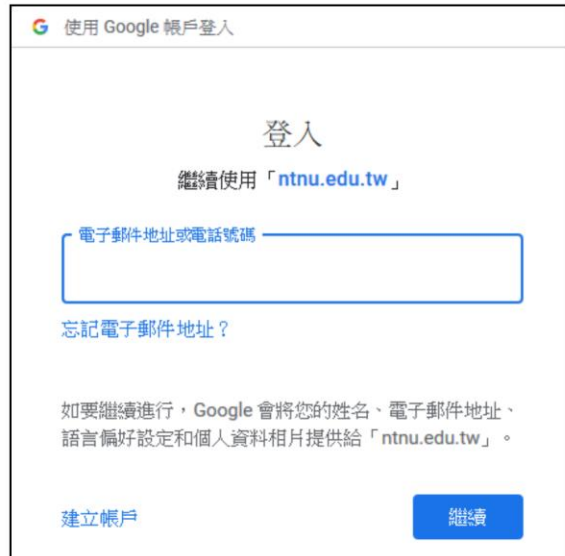 使用 Google 帳戶登入
登入
繼續使用「ntnu.edu.tw」
電子郵件地址或電話號碼
忘記電子郵件地址？
如要繼續進行，Google 會將您的姓名、電子郵件地址、
語言偏好設定和個人資料相片提供給「ntnu.edu.tw」。
建立帳戶
繼續